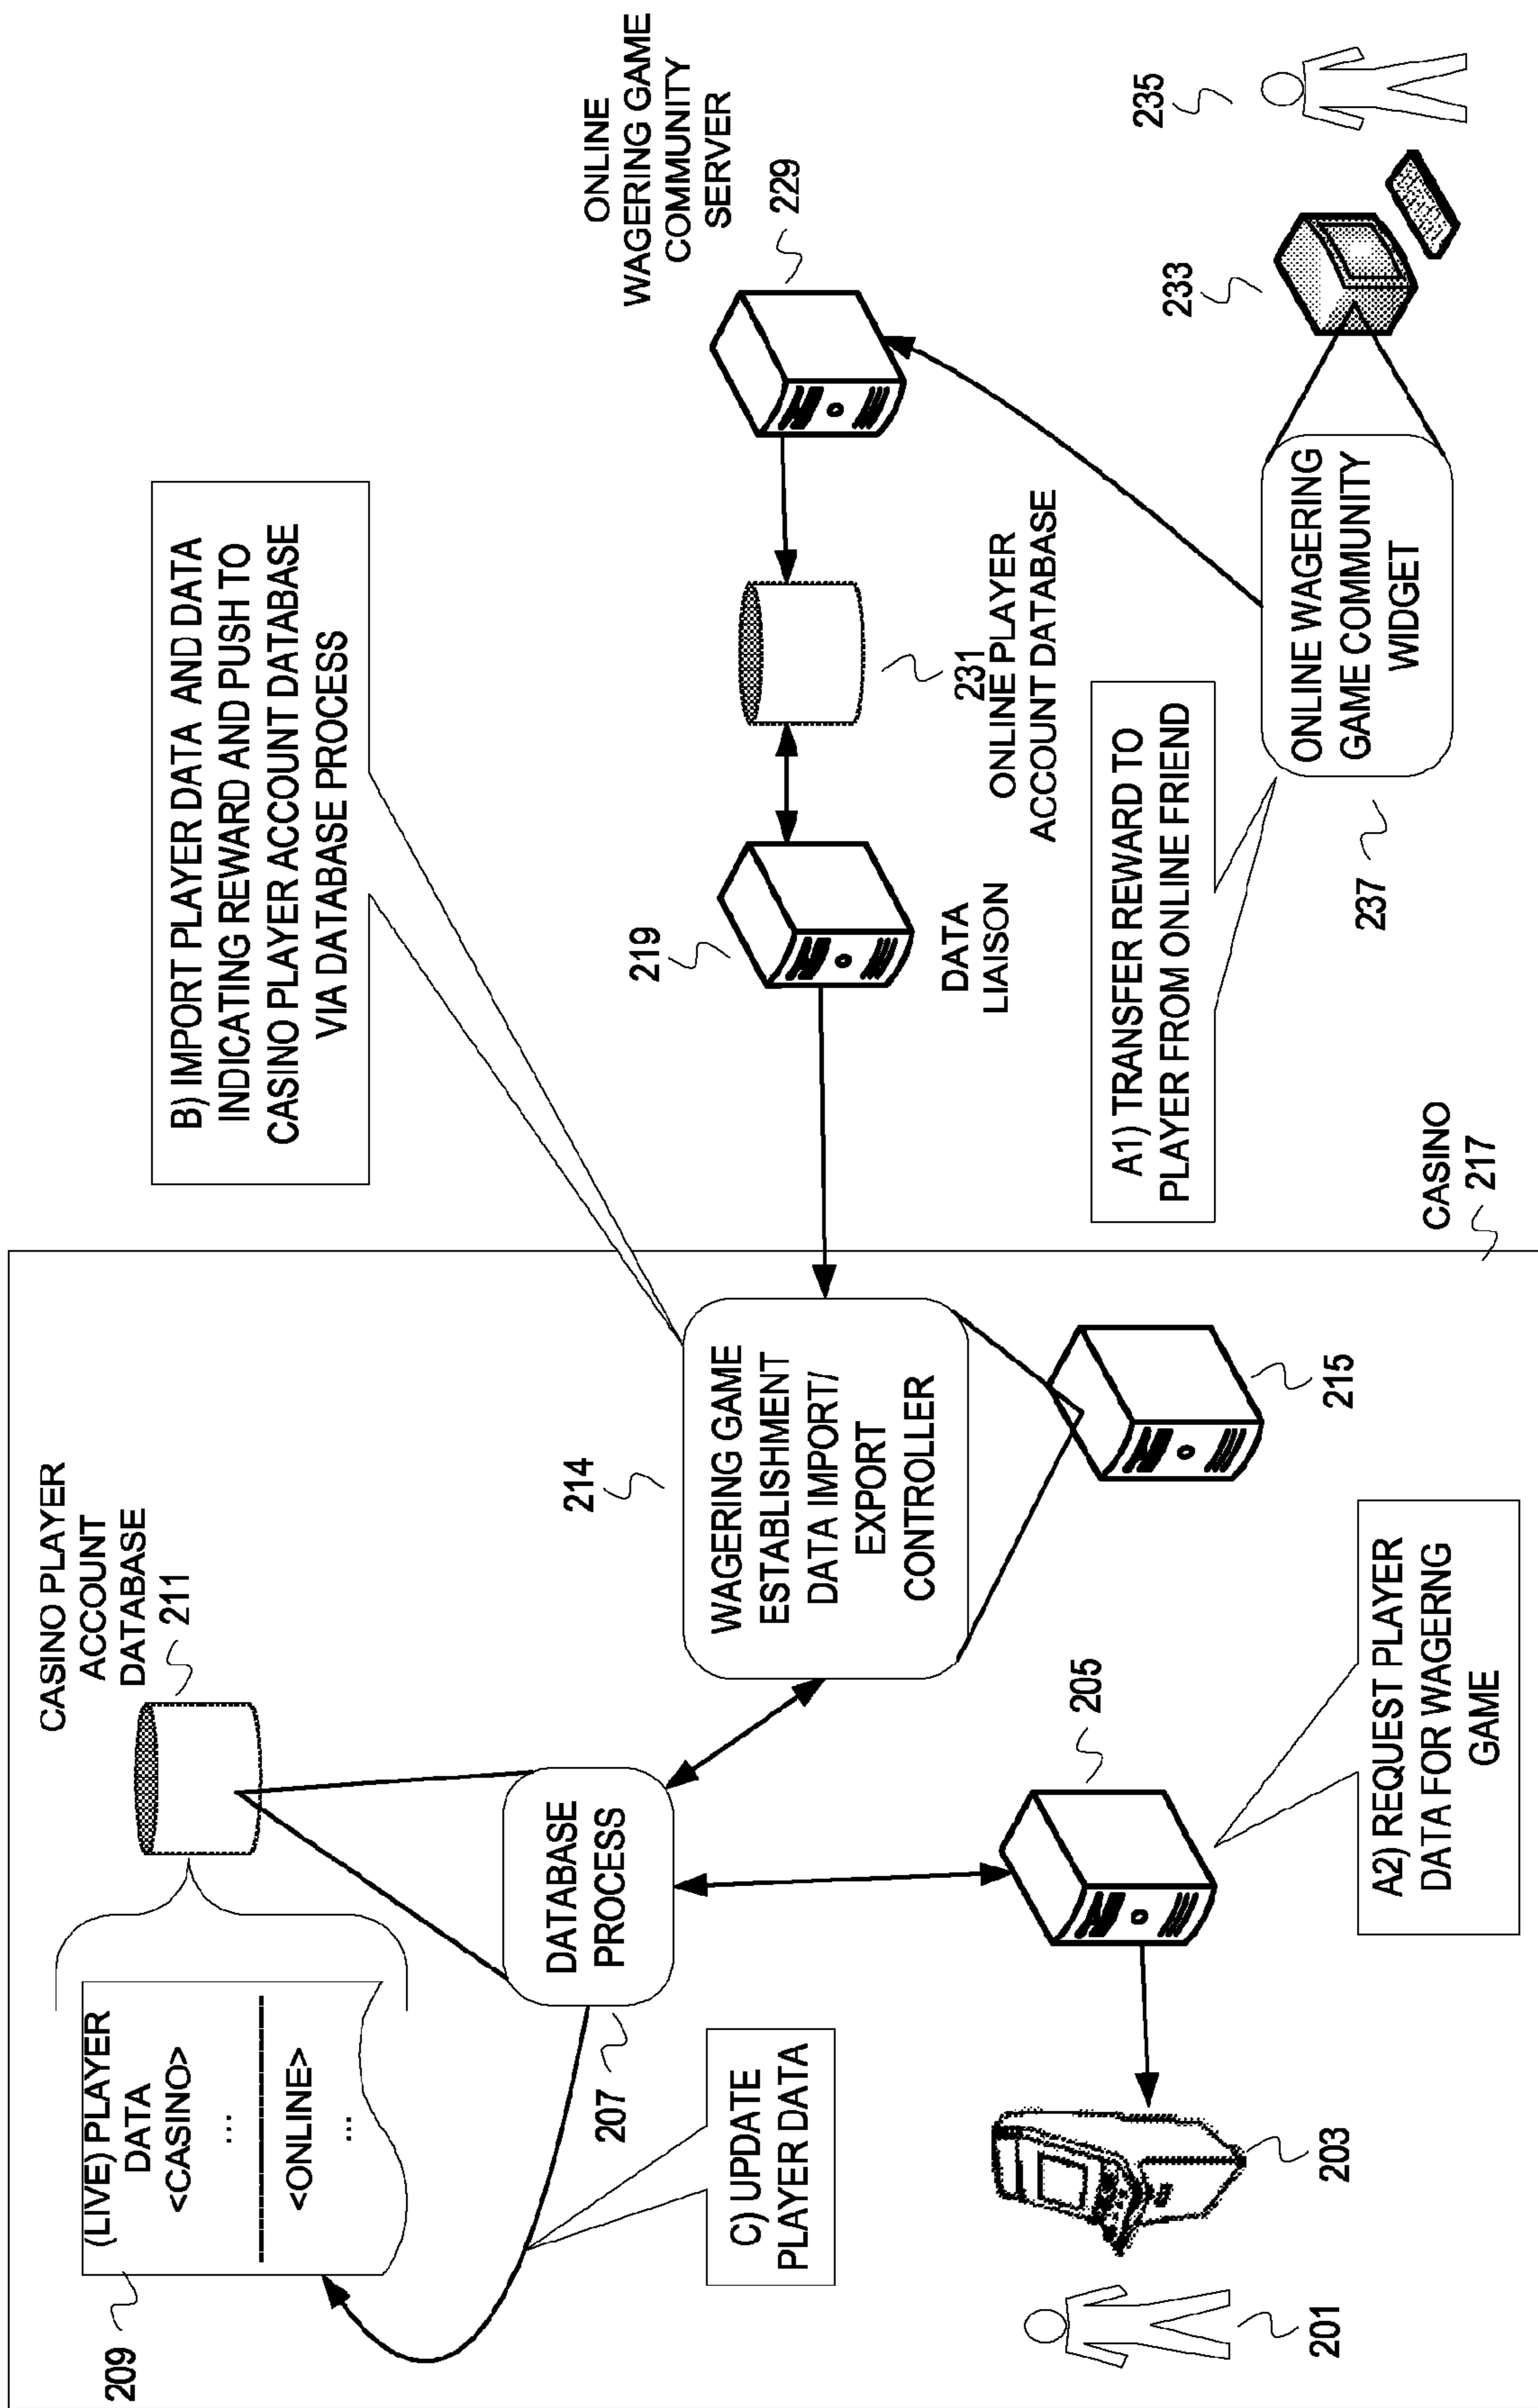 CASINO PLAYER
ACCOUNT
DATABASE
211
(LIVE) PLAYER
DATA
<CASINO>
...
<ONLINE>
...
209
DATABASE
PROCESS
207
C) UPDATE
PLAYER DATA
201
203
205
A2) REQUEST PLAYER
DATA FOR WAGERNG
GAME
214
WAGERING GAME
ESTABLISHMENT
DATA IMPORT/
EXPORT
CONTROLLER
215
CASINO
217
B) IMPORT PLAYER DATA AND DATA
INDICATING REWARD AND PUSH TO
CASINO PLAYER ACCOUNT DATABASE
VIA DATABASE PROCESS
219
DATA
LIAISON
231
ONLINE PLAYER
ACCOUNT DATABASE
ONLINE
WAGERING GAME
COMMUNITY
SERVER
229
A1) TRANSFER REWARD TO
PLAYER FROM ONLINE FRIEND
237
ONLINE WAGERING
GAME COMMUNITY
WIDGET
233
235